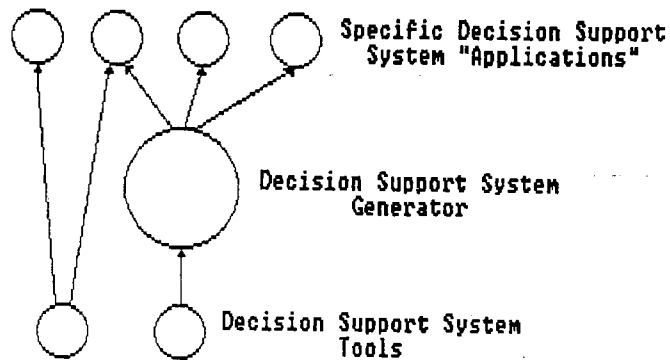 Specific Decision Support
System "Applications"
Decision Support System
Generator
Decision Support System
Tools